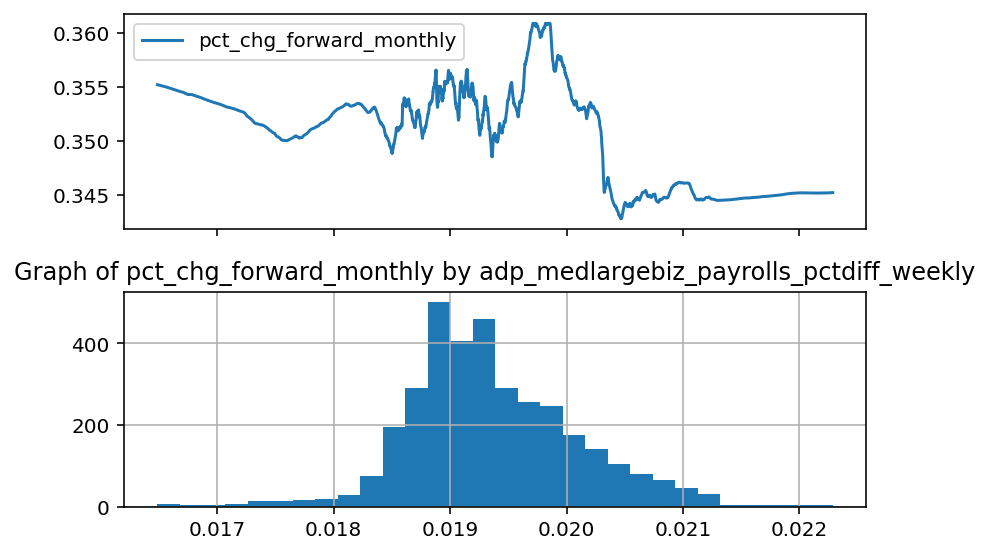 pct_chg_forward_monthly
0.360
0.355
0.350
0.345
Graph of pct_chg_forward_monthly by adp_medlargebiz_payrolls_pctdiff_weekly
400
200
0
0.017 0.018 0.019 0.020 0.021 0.022